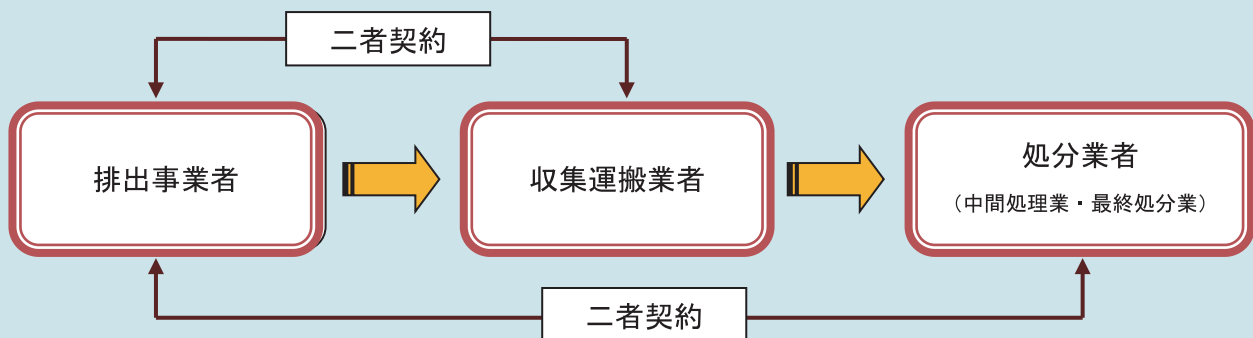 二者契約
排出事業者
収集運搬業者
処分業者
（中間処理業・最終処分業）
二者契約